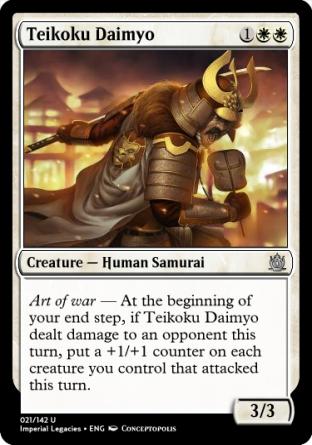 Teikoku Daimyo 1
Creature — Human Samurai
Art of war — At the beginning of
your end step, if Teikoku Daimyo
dealt damage to an opponent this
turn, put a +1/+1 counter on each
creature you control that attacked
this turn.
3/3
021/142 U
Imperial Legacies • ENG Conceptopolis